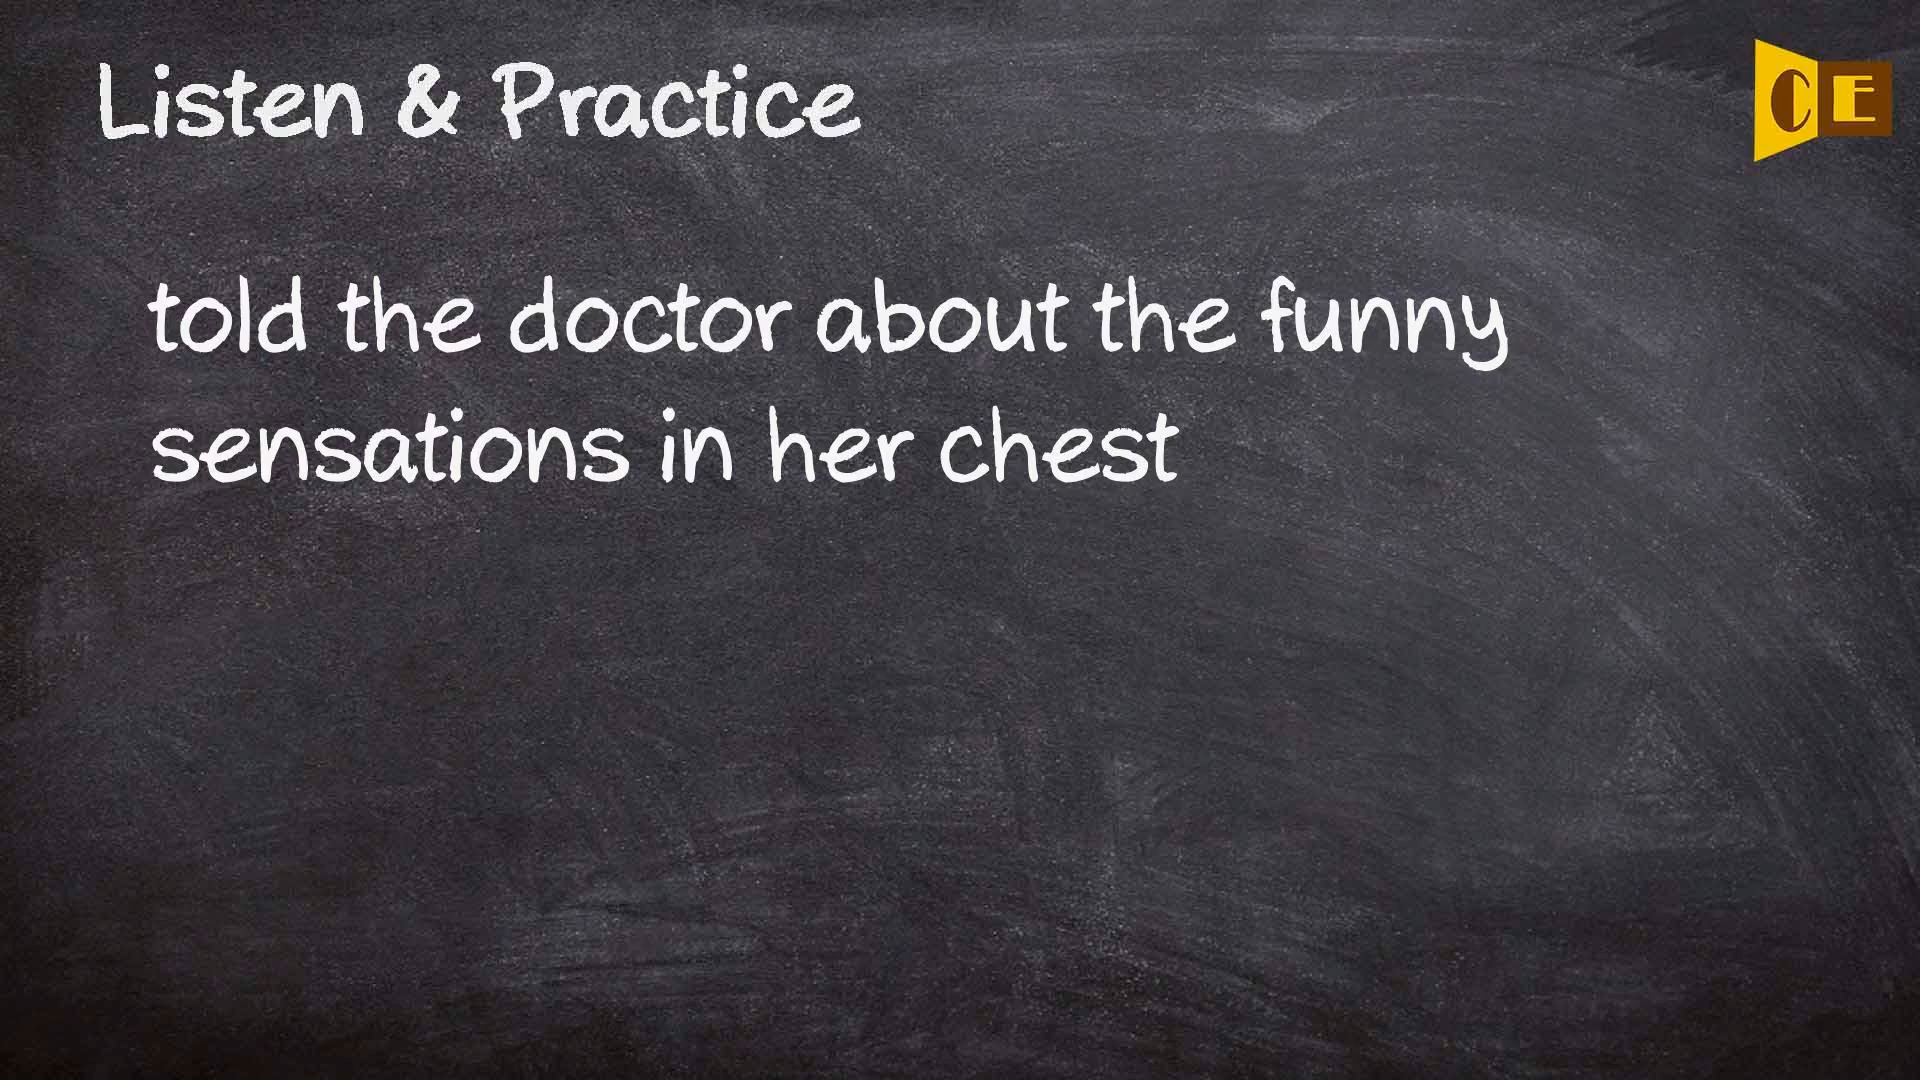 Listen & Practice
CE
told the doctor about the funny
sensations in her chest